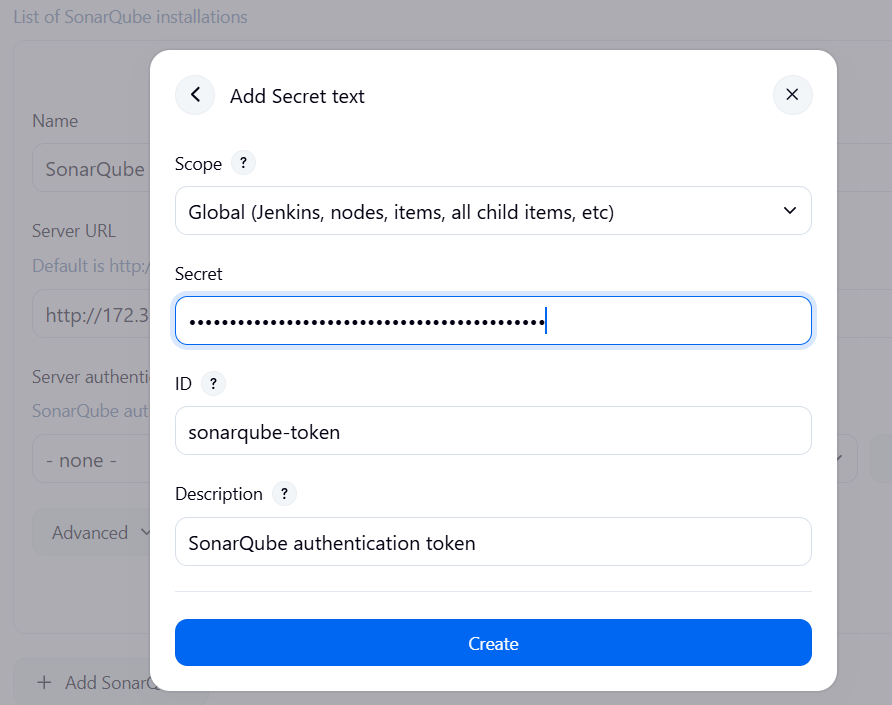 List of SonarQube installations
Add Secret text
Name
Scope ?
SonarQube
Global (Jenkins, nodes, items, all child items, etc)
Server URL
Default is http:/
Secret
http://172.3
••••••••••••••••••••••••••••••••••••••••••••
Server authenti
ID ?
SonarQube aut
sonarqube-token
- none -
Description ?
Advanced
SonarQube authentication token
Create
+ Add SonarQ